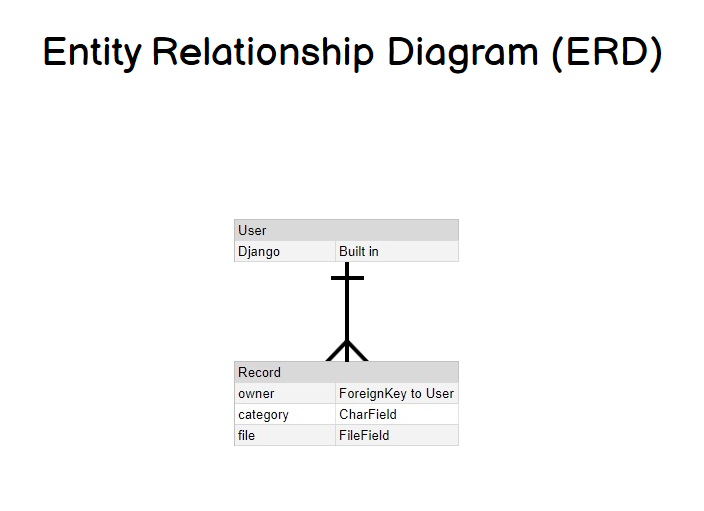 Entity Relationship Diagram (ERD)
User
Django Built in
Record
owner ForeignKey to User
category CharField
file FileField